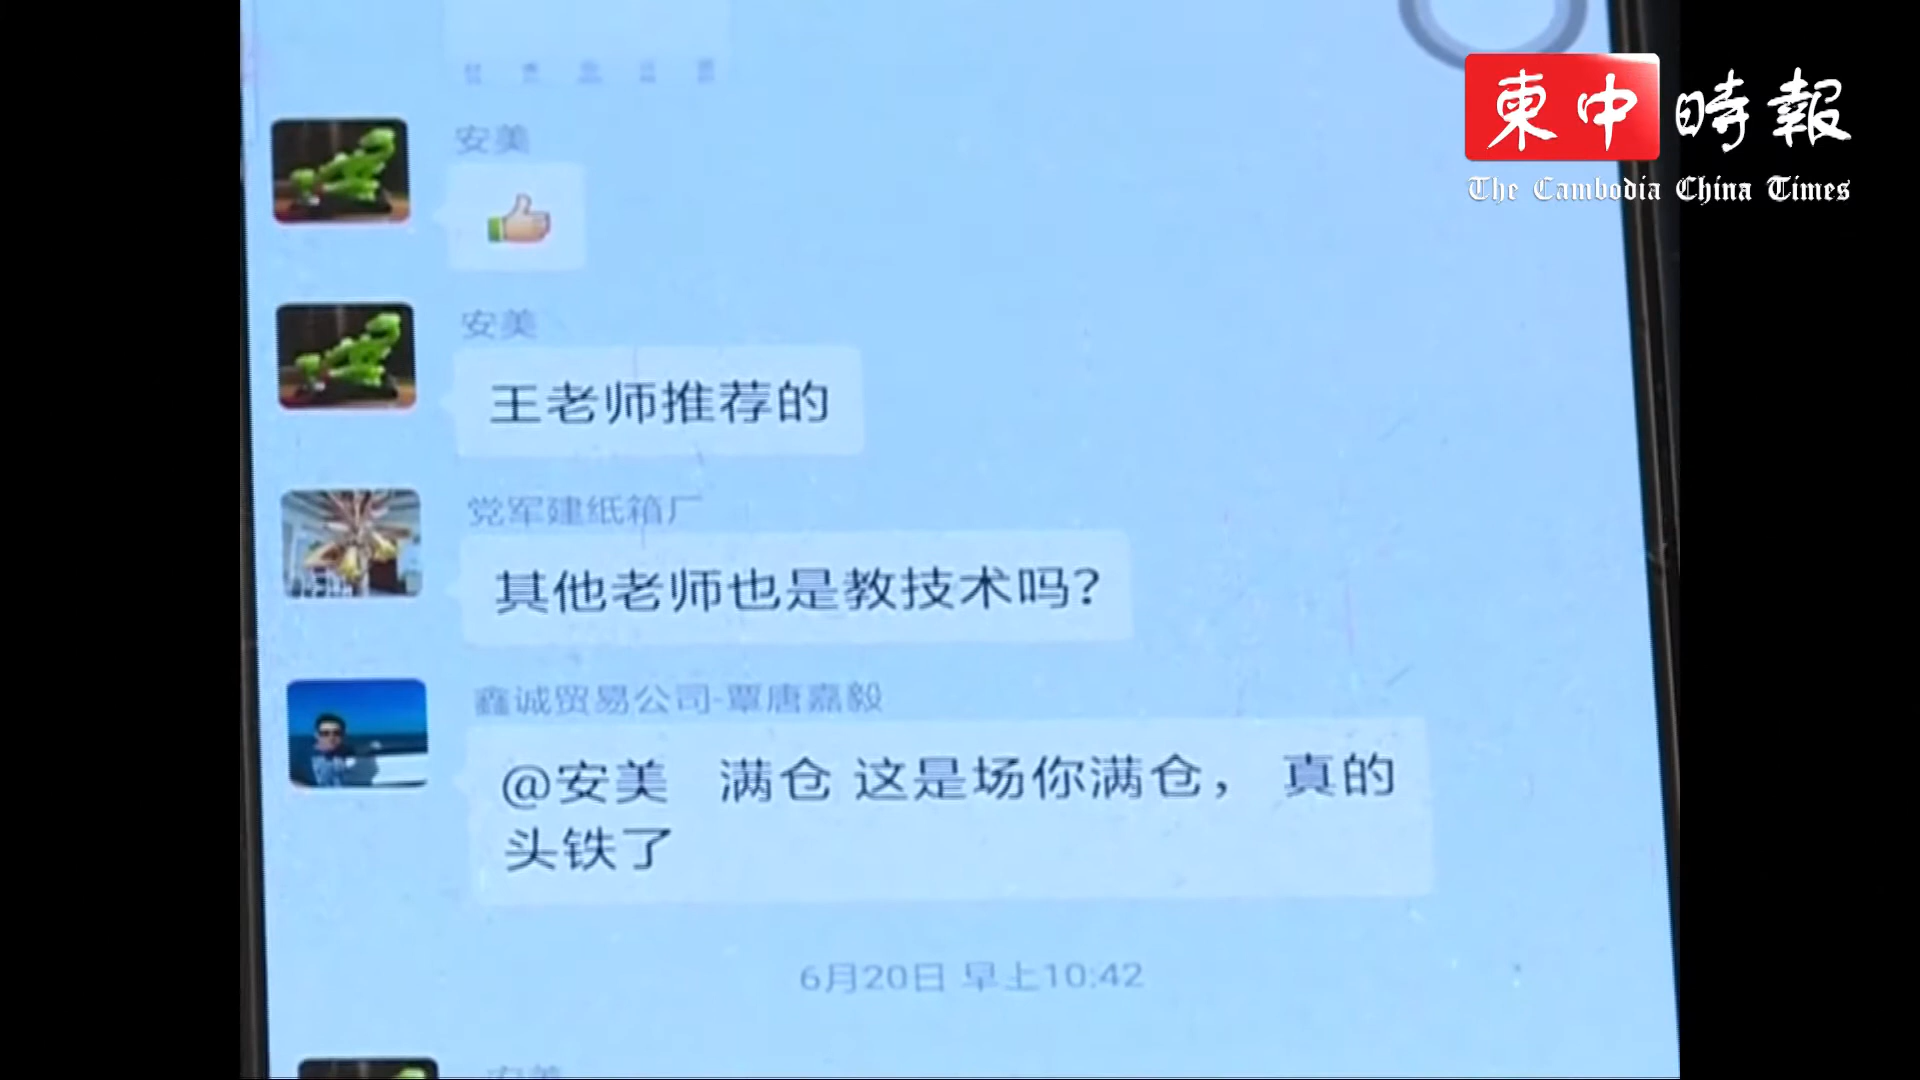 柬中時報
The Cambodia China Times
安美
安美
王老师推荐的
党军建纸箱厂
其他老师也是教技术吗？
鑫诚贸易公司-覃唐嘉毅
@安美 满仓 这是场你满仓， 真的
头铁了
6月20日 早上10:42
安美